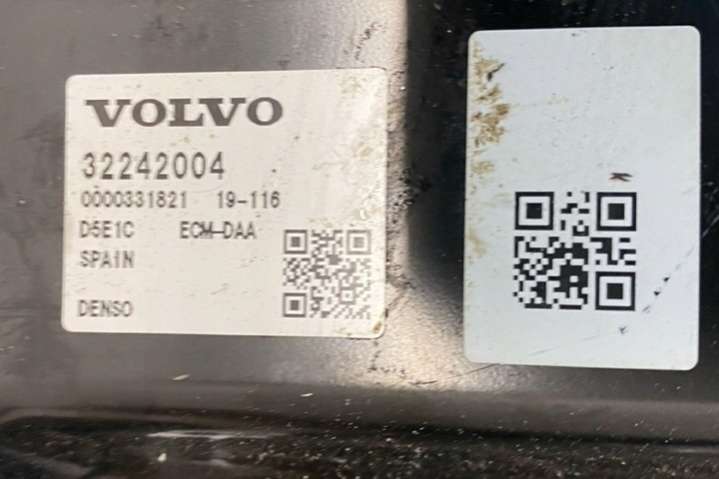 VOLVO
32242004
0000331821 19-116
D5E1C ECM-DAA
SPAIN
DENSO